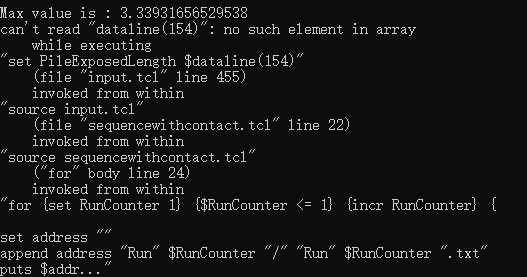 Max value is : 3.33931656529538
can't read "dataline(154)": no such element in array
    while executing
"set PileExposedLength $dataline(154)"
    (file "input.tcl" line 455)
    invoked from within
"source input.tcl"
    (file "sequencewithcontact.tcl" line 22)
    invoked from within
"source sequencewithcontact.tcl"
    ("for" body line 24)
    invoked from within
"for {set RunCounter 1}  {$RunCounter <= 1}  {incr RunCounter}  {

set address ""
append address "Run" $RunCounter "/" "Run" $RunCounter ".txt"
puts $addr..."